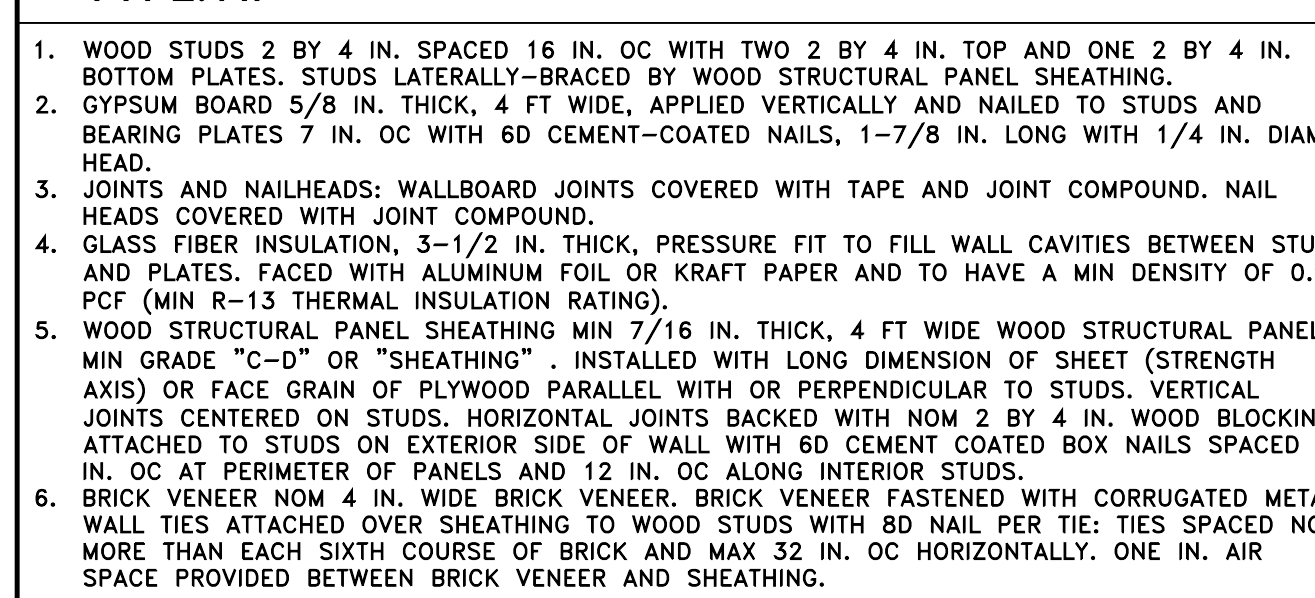 1. WOOD STUDS 2 BY 4 IN. SPACED 16 IN. OC WITH TWO 2 BY 4 IN. TOP AND ONE 2 BY 4 IN.
BOTTOM PLATES. STUDS LATERALLY-BRACED BY WOOD STRUCTURAL PANEL SHEATHING.
2. GYPSUM BOARD 5/8 IN. THICK, 4 FT WIDE, APPLIED VERTICALLY AND NAILED TO STUDS AND
BEARING PLATES 7 IN. OC WITH 6D CEMENT-COATED NAILS, 1-7/8 IN. LONG WITH 1/4 IN. DIAM
HEAD.
3. JOINTS AND NAILHEADS: WALLBOARD JOINTS COVERED WITH TAPE AND JOINT COMPOUND. NAIL
HEADS COVERED WITH JOINT COMPOUND.
4. GLASS FIBER INSULATION, 3-1/2 IN. THICK, PRESSURE FIT TO FILL WALL CAVITIES BETWEEN STU
AND PLATES. FACED WITH ALUMINUM FOIL OR KRAFT PAPER AND TO HAVE A MIN DENSITY OF 0.
PCF (MIN R-13 THERMAL INSULATION RATING).
5. WOOD STRUCTURAL PANEL SHEATHING MIN 7/16 IN. THICK, 4 FT WIDE WOOD STRUCTURAL PANEL
MIN GRADE "C-D" OR "SHEATHING" . INSTALLED WITH LONG DIMENSION OF SHEET (STRENGTH
AXIS) OR FACE GRAIN OF PLYWOOD PARALLEL WITH OR PERPENDICULAR TO STUDS. VERTICAL
JOINTS CENTERED ON STUDS. HORIZONTAL JOINTS BACKED WITH NOM 2 BY 4 IN. WOOD BLOCKIN
ATTACHED TO STUDS ON EXTERIOR SIDE OF WALL WITH 6D CEMENT COATED BOX NAILS SPACED
IN. OC AT PERIMETER OF PANELS AND 12 IN. OC ALONG INTERIOR STUDS.
6. BRICK VENEER NOM 4 IN. WIDE BRICK VENEER. BRICK VENEER FASTENED WITH CORRUGATED META
WALL TIES ATTACHED OVER SHEATHING TO WOOD STUDS WITH 8D NAIL PER TIE: TIES SPACED NO
MORE THAN EACH SIXTH COURSE OF BRICK AND MAX 32 IN. OC HORIZONTALLY. ONE IN. AIR
SPACE PROVIDED BETWEEN BRICK VENEER AND SHEATHING.